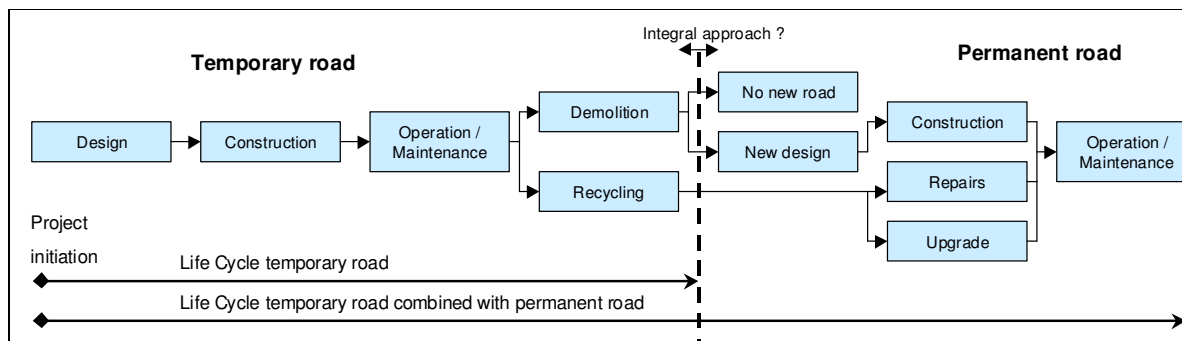 Integral approach ?
Temporary road
Permanent road
Design
Construction
Operation /
Maintenance
Demolition
Recycling
No new road
New design
Construction
Repairs
Upgrade
Operation /
Maintenance
Project
initiation
Life Cycle temporary road
Life Cycle temporary road combined with permanent road